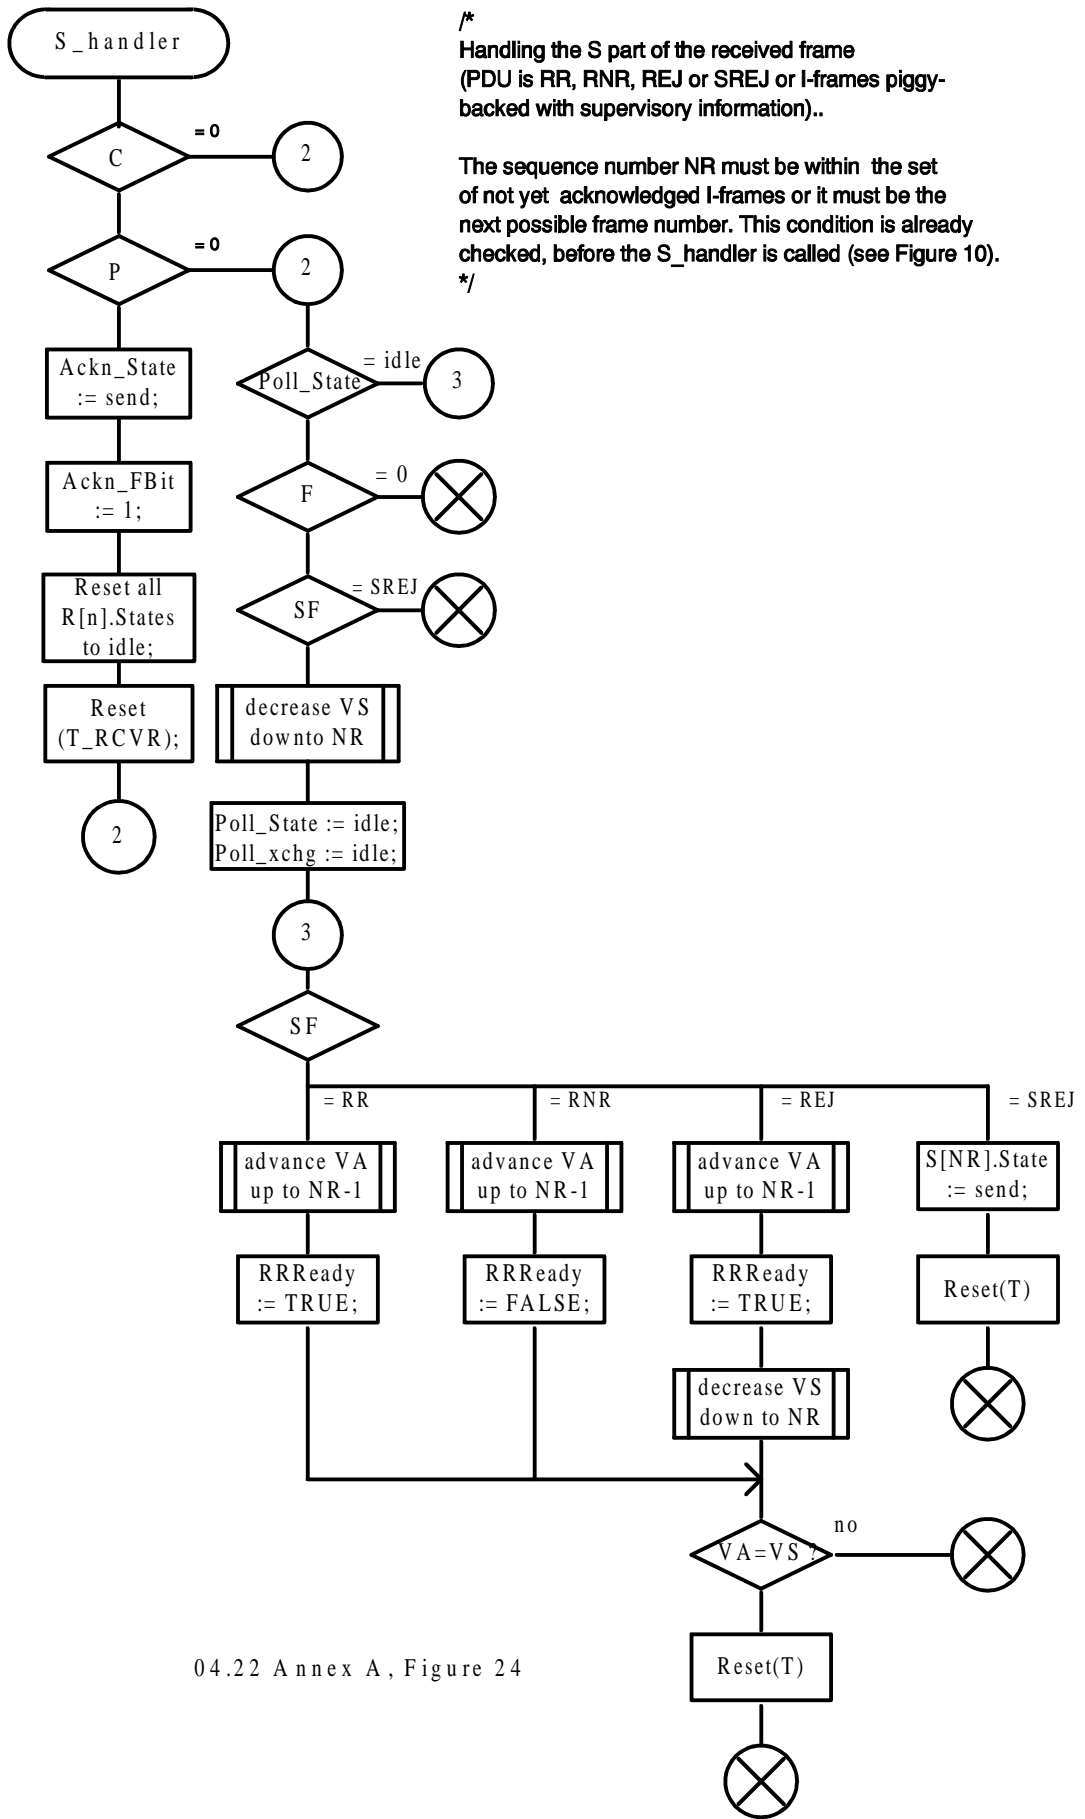 S_handler
/*
Handling the S part of the received frame
(PDU is RR, RNR, REJ or SREJ or I-frames piggy-
backed with supervisory information)..
The sequence number NR must be within the set
of not yet acknowledged I-frames or it must be the
next possible frame number. This condition is already
checked, before the S_handler is called (see Figure 10).
*/
C
= 0
2
P
= 0
2
Ackn_State
:= send;
Poll_State
= idle
3
Ackn_FBit
:= 1;
F
= 0
Reset all
R[n].States
to idle;
SF
= SREJ
Reset
(T_RCVR);
decrease VS
downto NR
2
Poll_State := idle;
Poll_xchg := idle;
3
SF
= RR
= RNR
= REJ
= SREJ
advance VA
up to NR-1
advance VA
up to NR-1
advance VA
up to NR-1
S[NR].State
:= send;
RRReady
:= TRUE;
RRReady
:= FALSE;
RRReady
:= TRUE;
Reset(T)
decrease VS
down to NR
VA=VS ?
no
Reset(T)
04.22 Annex A, Figure 24